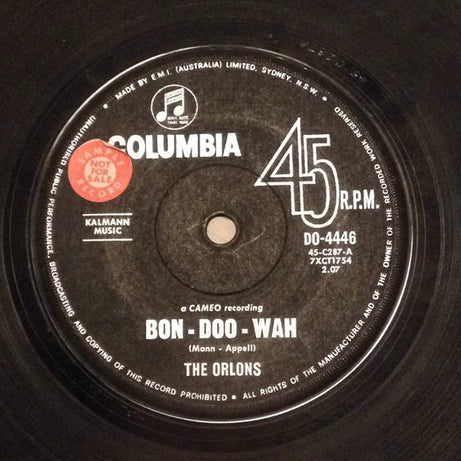 MADE BY E.M.I. (AUSTRALIA) LIMITED, SYDNEY, N.S.W.
COLUMBIA
SAMPLE
NOT
FOR
SALE
RECORD
KALMANN
MUSIC
45
R.P.M.
DO-4446
45-C287-A
7XCT1754
2.07
a CAMEO recording
BON-DOO-WAH
(Mann - Appell)
THE ORLONS
UNAUTHORISED PUBLIC PERFORMANCE, BROADCASTING AND COPYING OF THIS RECORD PROHIBITED • ALL RIGHTS OF THE MANUFACTURER AND OF THE OWNER OF THE RECORDED WORK RESERVED